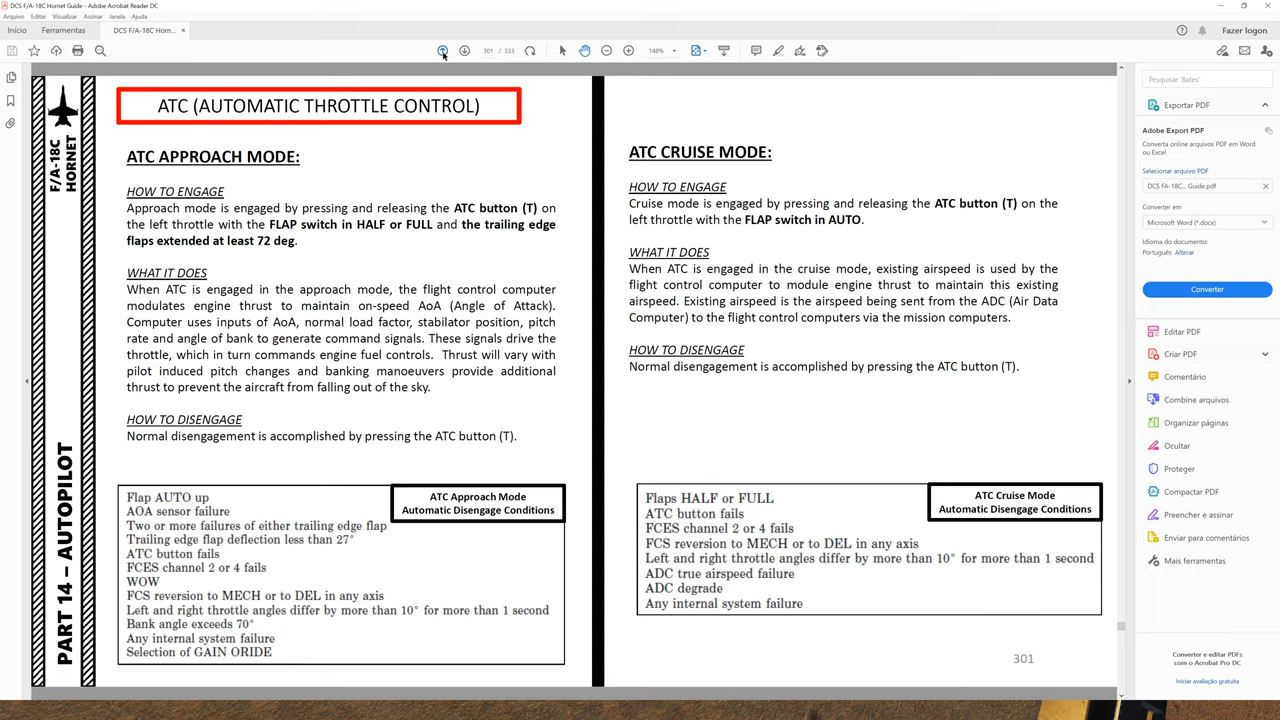 DCS F/A-18C Hornet Guide - Adobe Acrobat Reader DC
Arquivo Editar Visualizar Assinar Janela Ajuda
Início Ferramentas DCS F/A-18C Horn... × Fazer logon
301 / 333 148%
F/A-18C
HORNET
PART 14 – AUTOPILOT
ATC (AUTOMATIC THROTTLE CONTROL)
ATC APPROACH MODE:
HOW TO ENGAGE
Approach mode is engaged by pressing and releasing the ATC button (T) on
the left throttle with the FLAP switch in HALF or FULL and the trailing edge
flaps extended at least 72 deg.
WHAT IT DOES
When ATC is engaged in the approach mode, the flight control computer
modulates engine thrust to maintain on-speed AoA (Angle of Attack).
Computer uses inputs of AoA, normal load factor, stabilator position, pitch
rate and angle of bank to generate command signals. These signals drive the
throttle, which in turn commands engine fuel controls. Thrust will vary with
pilot induced pitch changes and banking manoeuvers provide additional
thrust to prevent the aircraft from falling out of the sky.
HOW TO DISENGAGE
Normal disengagement is accomplished by pressing the ATC button (T).
ATC Approach Mode
Automatic Disengage Conditions
Flap AUTO up
AOA sensor failure
Two or more failures of either trailing edge flap
Trailing edge flap deflection less than 27°
ATC button fails
FCES channel 2 or 4 fails
WOW
FCS reversion to MECH or to DEL in any axis
Left and right throttle angles differ by more than 10° for more than 1 second
Bank angle exceeds 70°
Any internal system failure
Selection of GAIN ORIDE
ATC CRUISE MODE:
HOW TO ENGAGE
Cruise mode is engaged by pressing and releasing the ATC button (T) on the
left throttle with the FLAP switch in AUTO.
WHAT IT DOES
When ATC is engaged in the cruise mode, existing airspeed is used by the
flight control computer to module engine thrust to maintain this existing
airspeed. Existing airspeed is the airspeed being sent from the ADC (Air Data
Computer) to the flight control computers via the mission computers.
HOW TO DISENGAGE
Normal disengagement is accomplished by pressing the ATC button (T).
ATC Cruise Mode
Automatic Disengage Conditions
Flaps HALF or FULL
ATC button fails
FCES channel 2 or 4 fails
FCS reversion to MECH or to DEL in any axis
Left and right throttle angles differ by more than 10° for more than 1 second
ADC true airspeed failure
ADC degrade
Any internal system failure
301
Pesquisar 'Bates'
Exportar PDF
Adobe Export PDF
Converta online arquivos PDF em Word
ou Excel
Selecionar arquivo PDF
DCS FA-18C... Guide.pdf ×
Converter em
Microsoft Word (*.docx)
Idioma do documento:
Português Alterar
Converter
Editar PDF
Criar PDF
Comentário
Combine arquivos
Organizar páginas
Ocultar
Proteger
Compactar PDF
Preencher e assinar
Enviar para comentários
Mais ferramentas
Converter e editar PDFs
com o Acrobat Pro DC
Iniciar avaliação gratuita